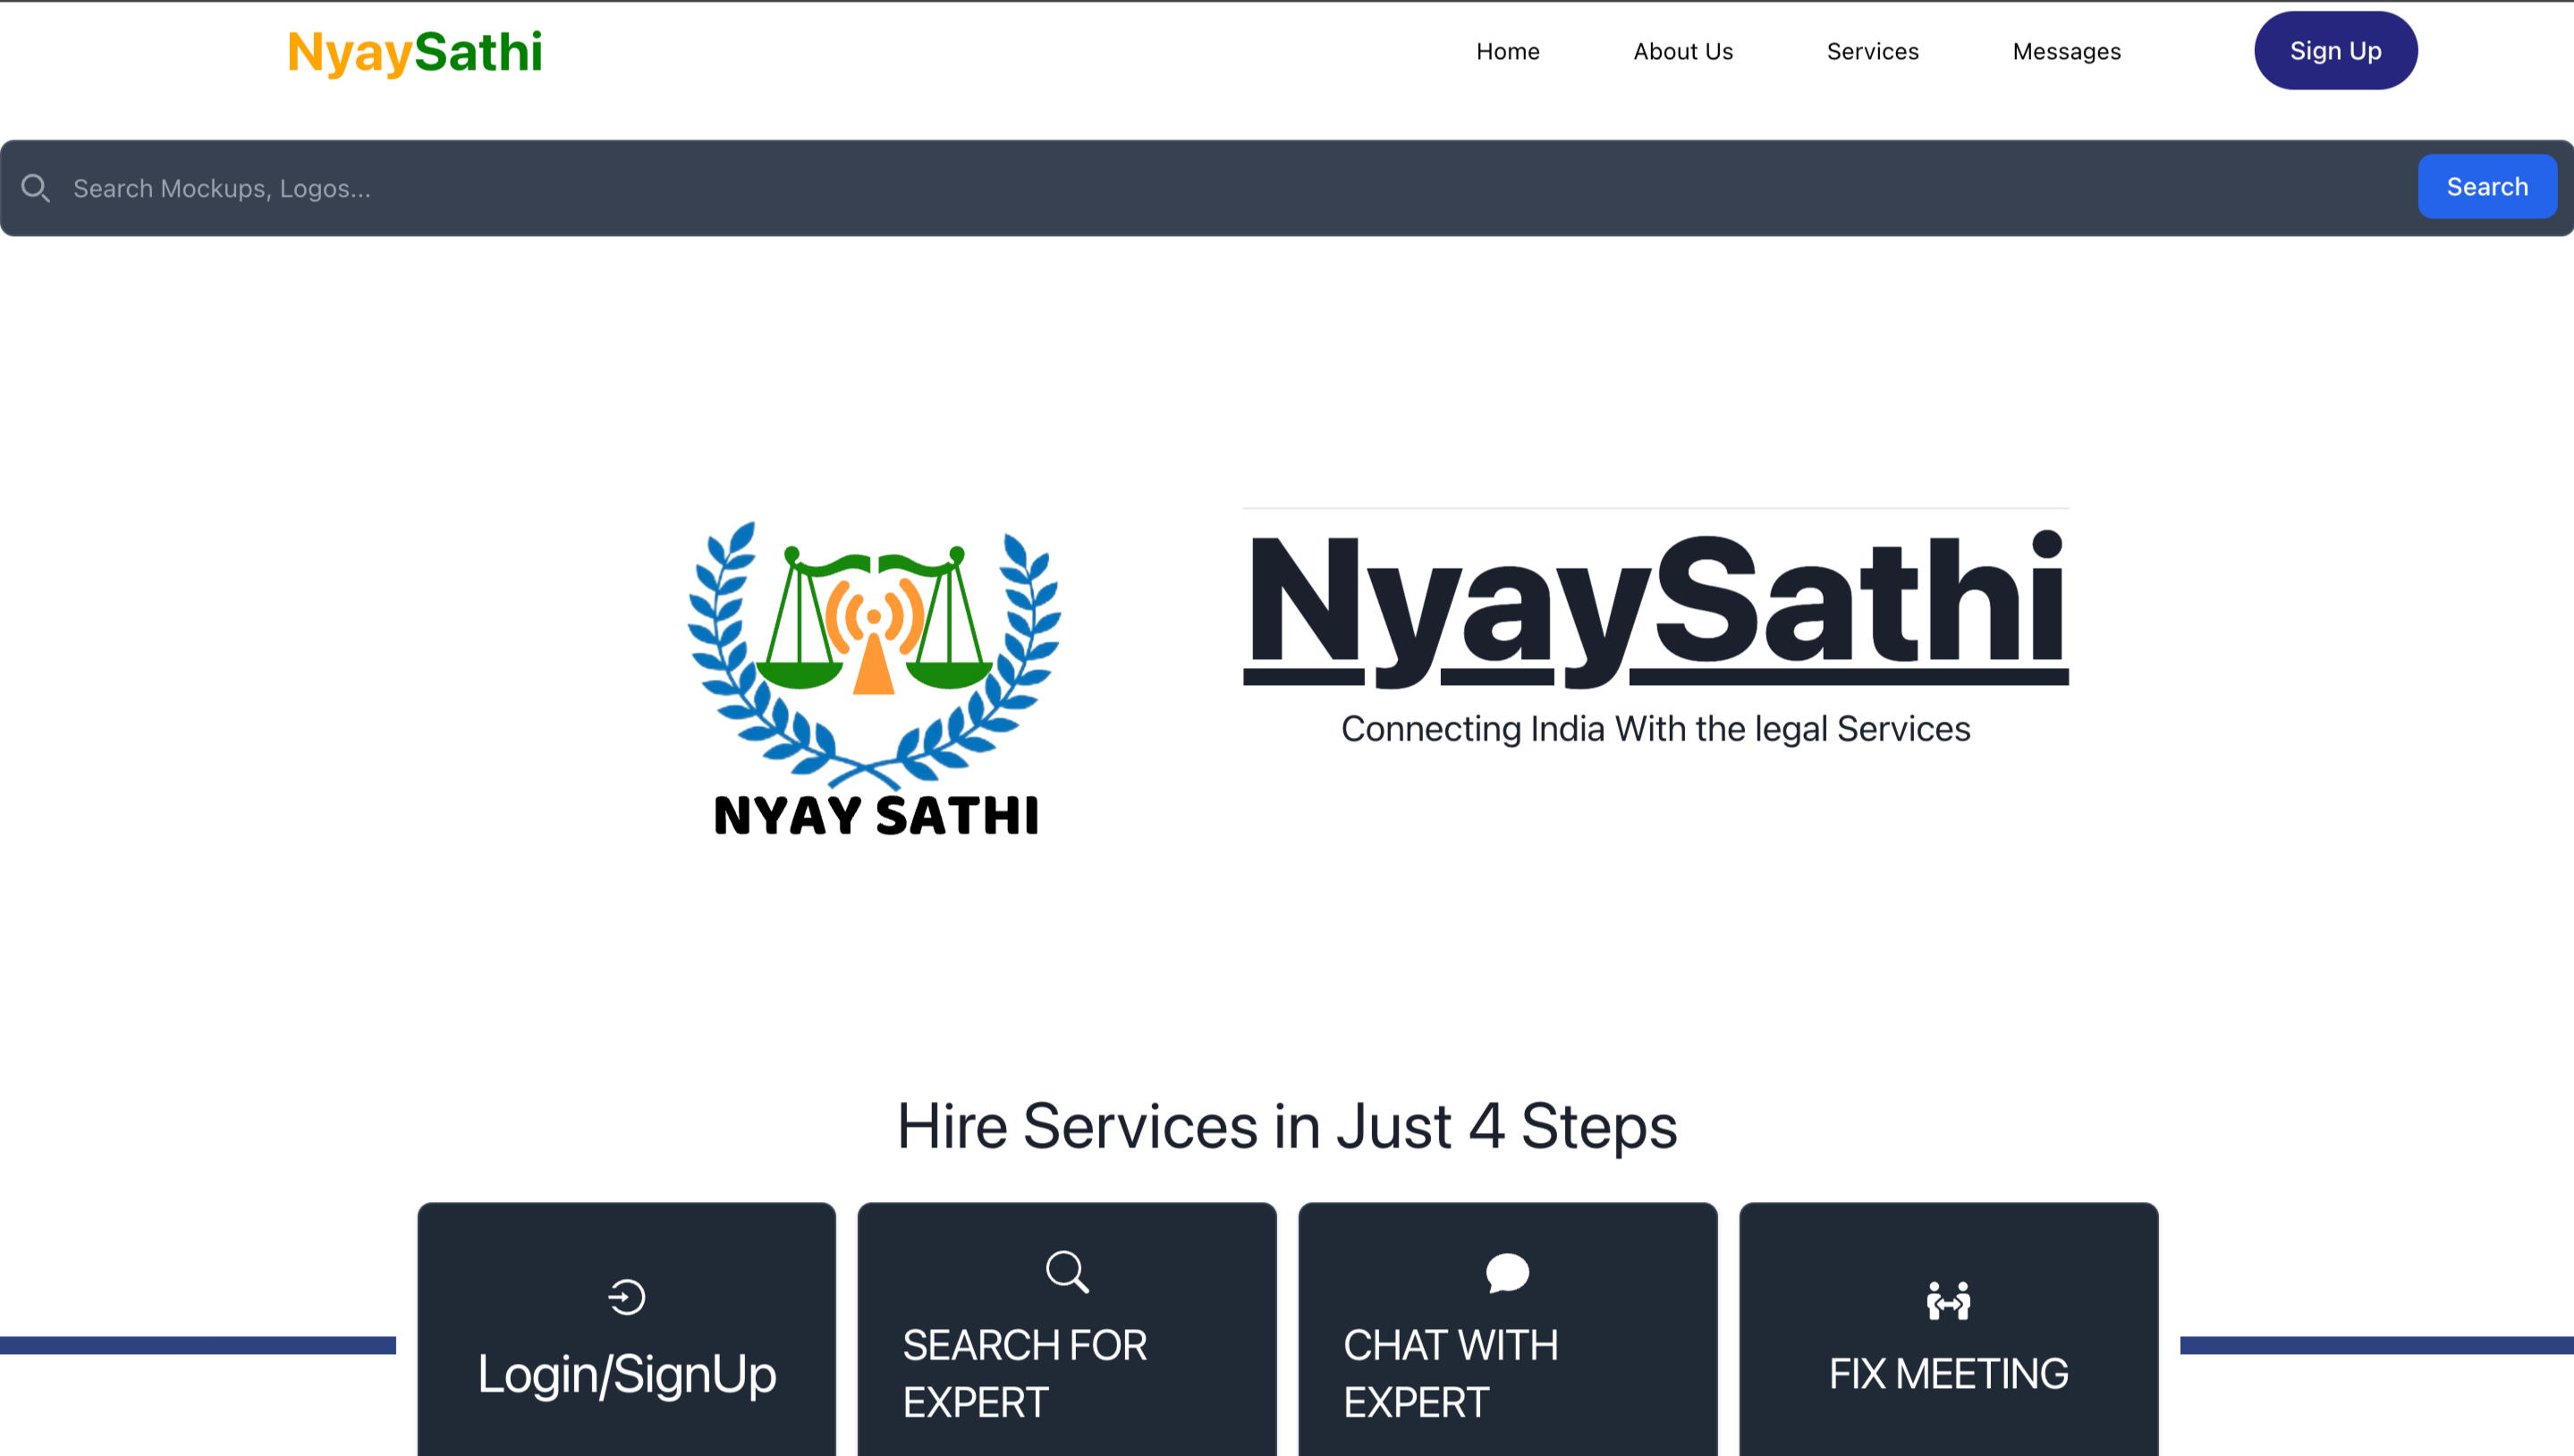 NyaySathi
Home
About Us
Services
Messages
Sign Up
Search Mockups, Logos...
Search
NYAY SATHI
NyaySathi
Connecting India With the legal Services
Hire Services in Just 4 Steps
Login/SignUp
SEARCH FOR
EXPERT
CHAT WITH
EXPERT
FIX MEETING